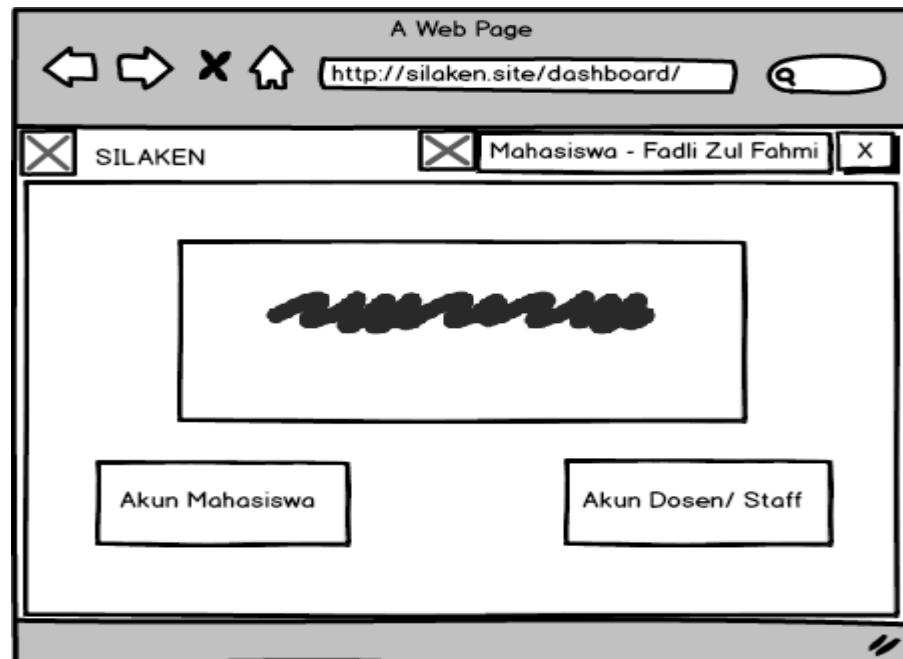 A Web Page
http://silaken.site/dashboard/
SILAKEN
Mahasiswa - Fadli Zul Fahmi
X
Akun Mahasiswa
Akun Dosen/ Staff